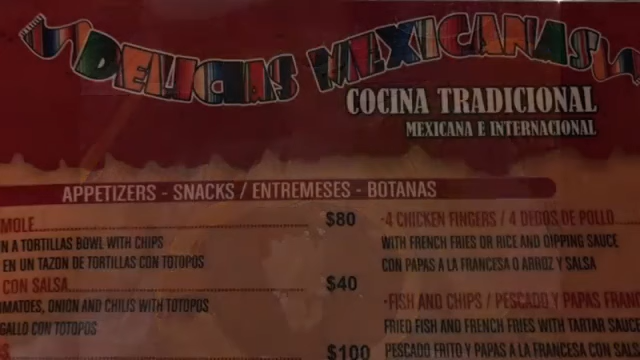 DELICIAS MEXICANAS
COCINA TRADICIONAL
MEXICANA E INTERNACIONAL
APPETIZERS - SNACKS / ENTREMESES - BOTANAS
MOLE $80
N A TORTILLAS BOWL WITH CHIPS
EN UN TAZON DE TORTILLAS CON TOTOPOS
CON SALSA $40
MATOES, ONION AND CHILIS WITH TOTOPOS
GALLO CON TOTOPOS
S $100
·4 CHICKEN FINGERS / 4 DEDOS DE POLLO
WITH FRENCH FRIES OR RICE AND DIPPING SAUCE
CON PAPAS A LA FRANCESA O ARROZ Y SALSA
·FISH AND CHIPS / PESCADO Y PAPAS FRAN
FRIED FISH AND FRENCH FRIES WITH TARTAR SAUCE
PESCADO FRITO Y PAPAS A LA FRANCESA CON SALS